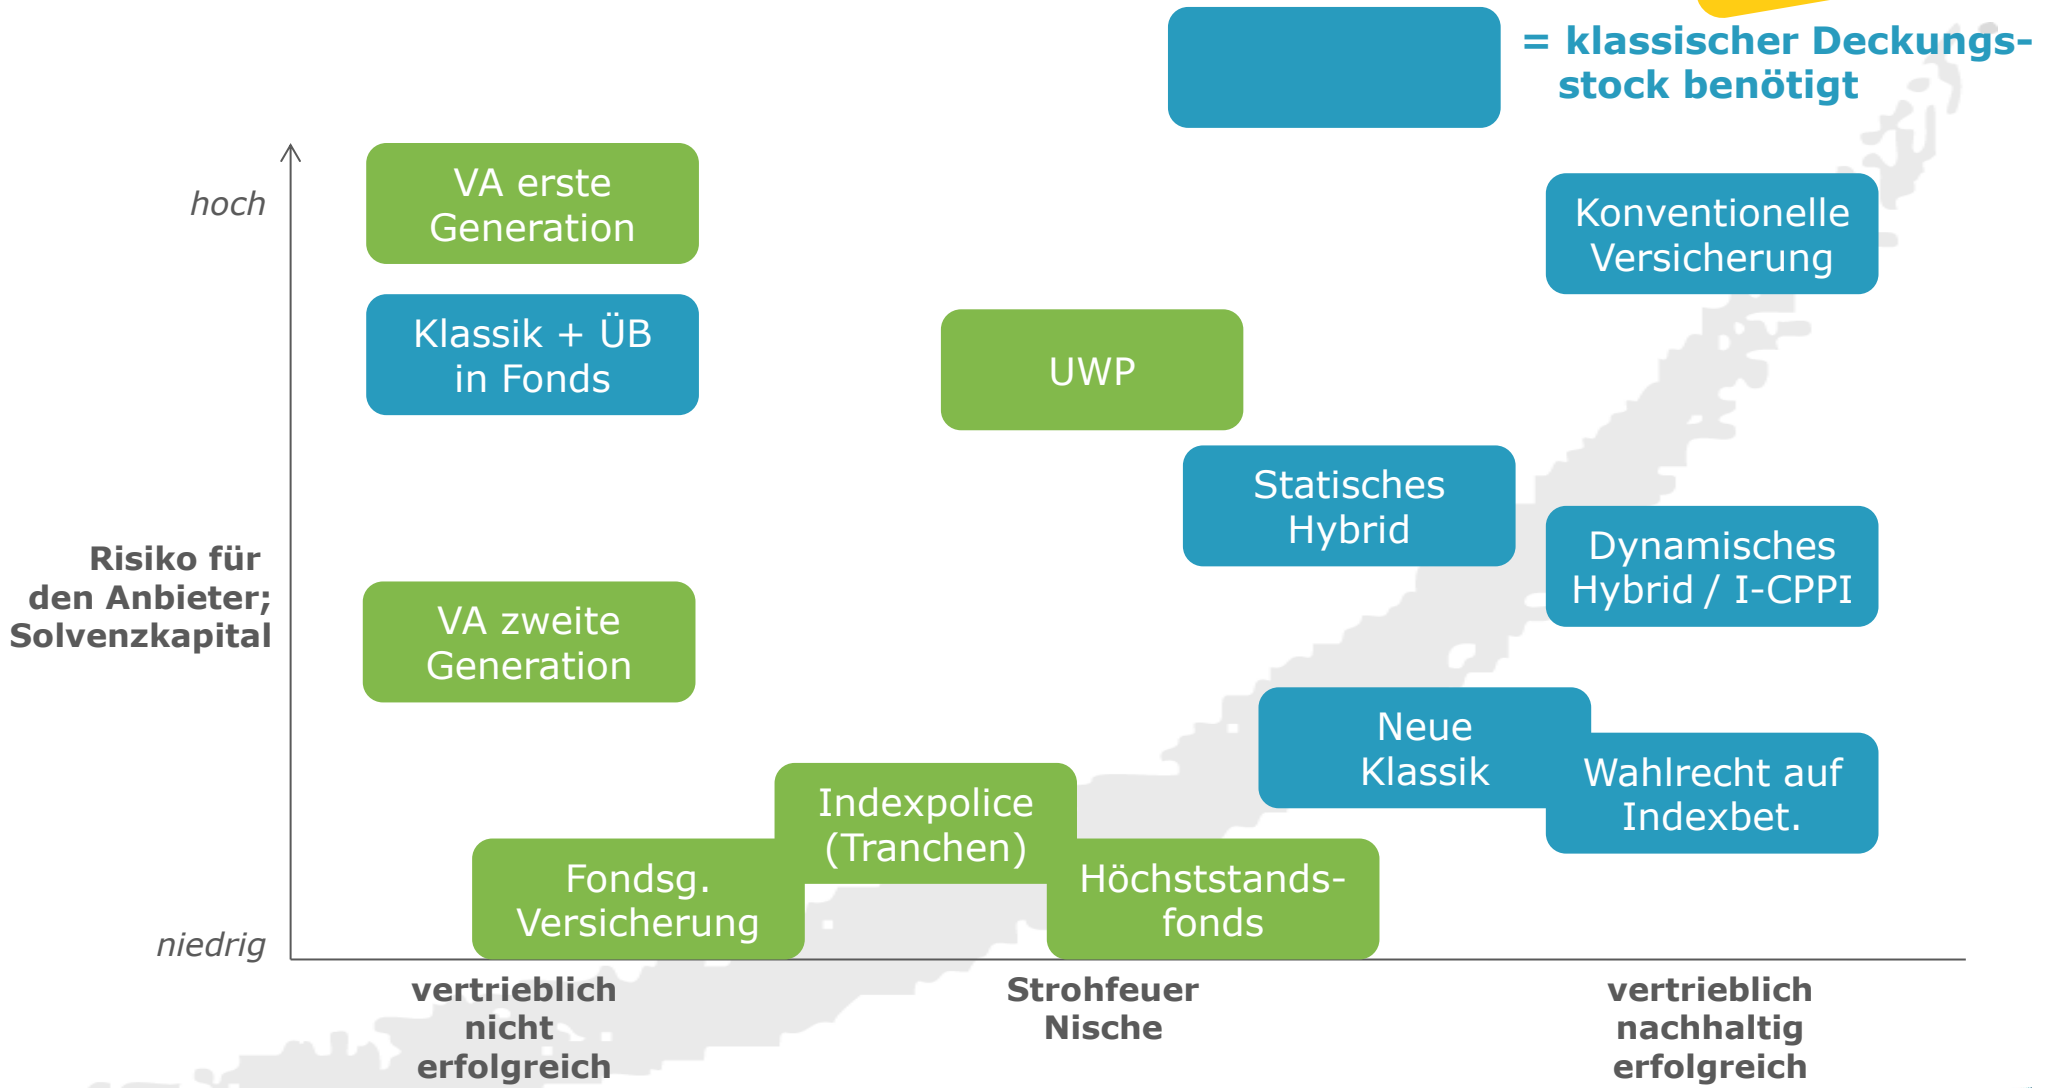 = klassischer Deckungs-
stock benötigt
hoch
VA erste
Generation
Konventionelle
Versicherung
Klassik + ÜB
in Fonds
UWP
Statisches
Hybrid
Dynamisches
Hybrid / I-CPPI
Risiko für
den Anbieter;
Solvenzkapital
VA zweite
Generation
Neue
Klassik
Wahlrecht auf
Indexbet.
Indexpolice
(Tranchen)
Fondsg.
Versicherung
Höchststands-
fonds
niedrig
vertrieblich
nicht
erfolgreich
Strohfeuer
Nische
vertrieblich
nachhaltig
erfolgreich